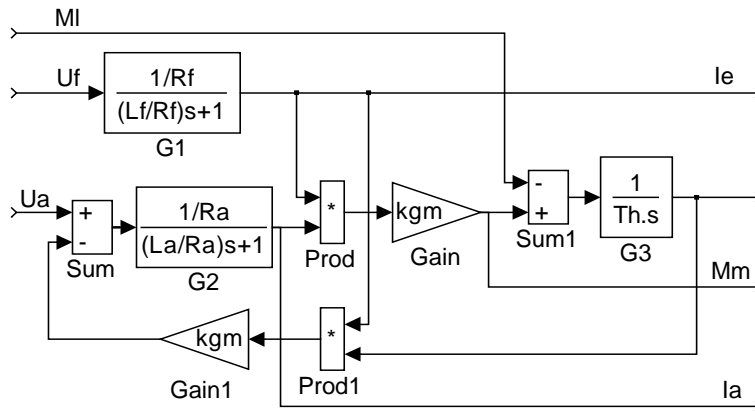 Ml
Uf
1/Rf
(Lf/Rf)s+1
G1
Ie
Ua
+
-
Sum
1/Ra
(La/Ra)s+1
G2
*
Prod
kgm
Gain
-
+
Sum1
1
Th.s
G3
Mm
kgm
Gain1
*
Prod1
Ia